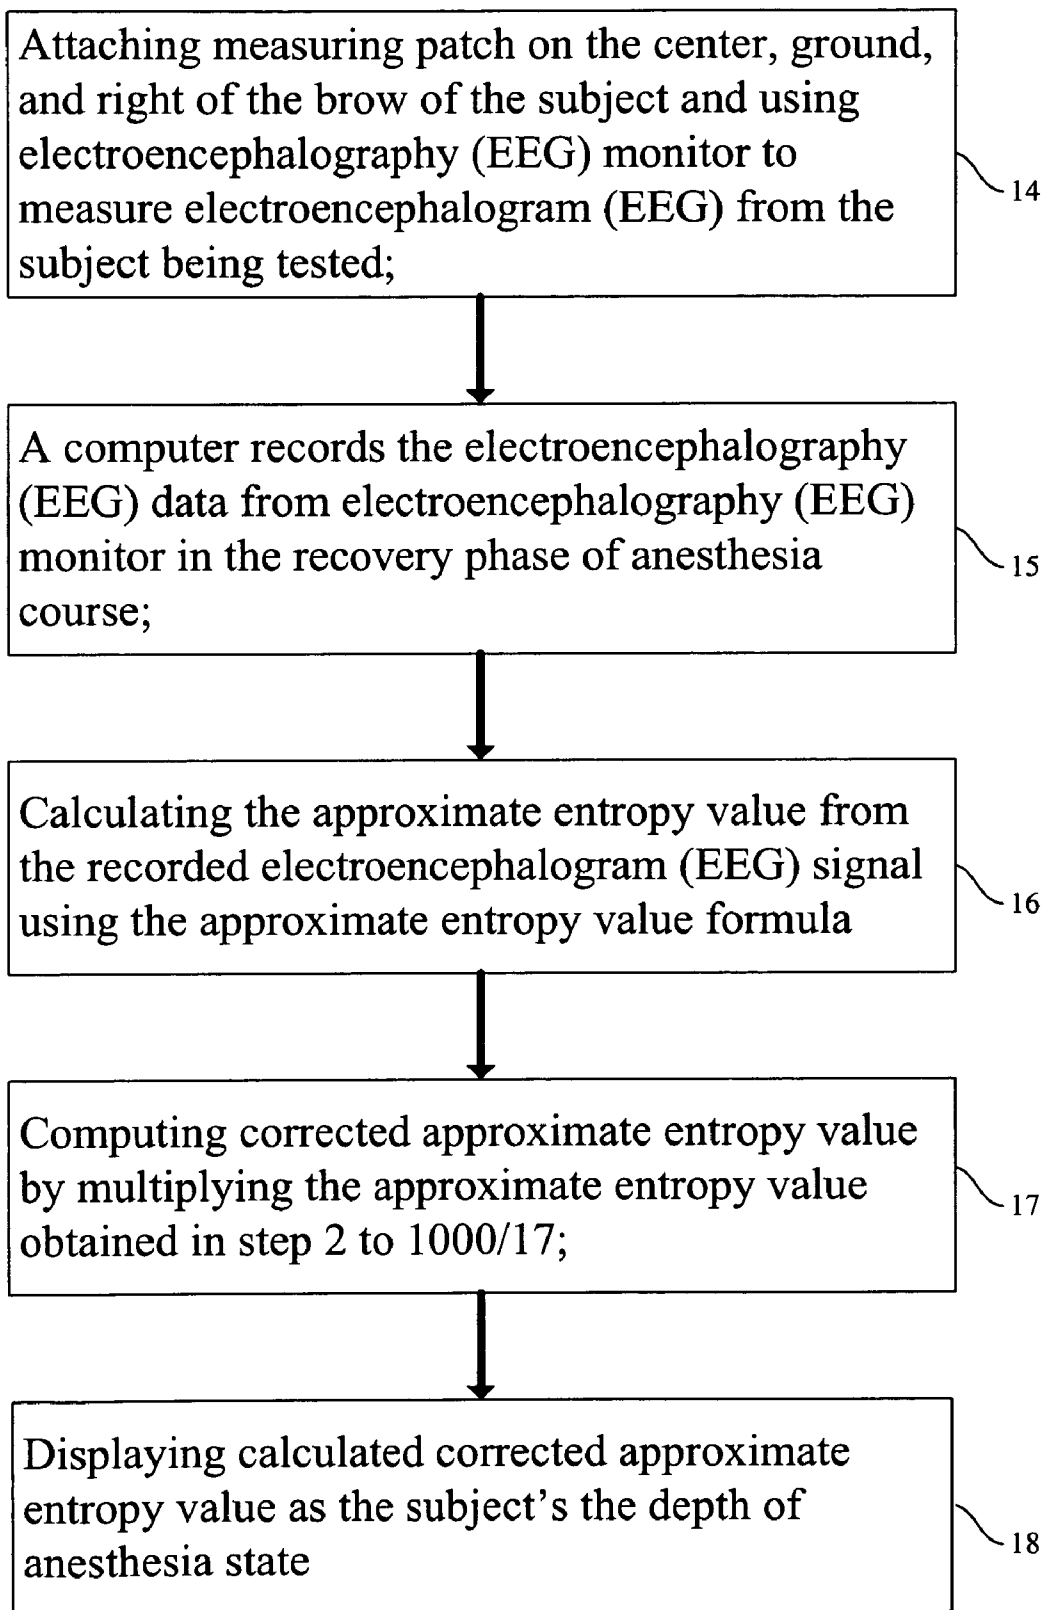 Attaching measuring patch on the center, ground,
and right of the brow of the subject and using
electroencephalography (EEG) monitor to
measure electroencephalogram (EEG) from the
subject being tested;
14
A computer records the electroencephalography
(EEG) data from electroencephalography (EEG)
monitor in the recovery phase of anesthesia
course;
15
Calculating the approximate entropy value from
the recorded electroencephalogram (EEG) signal
using the approximate entropy value formula
16
Computing corrected approximate entropy value
by multiplying the approximate entropy value
obtained in step 2 to 1000/17;
17
Displaying calculated corrected approximate
entropy value as the subject's the depth of
anesthesia state
18